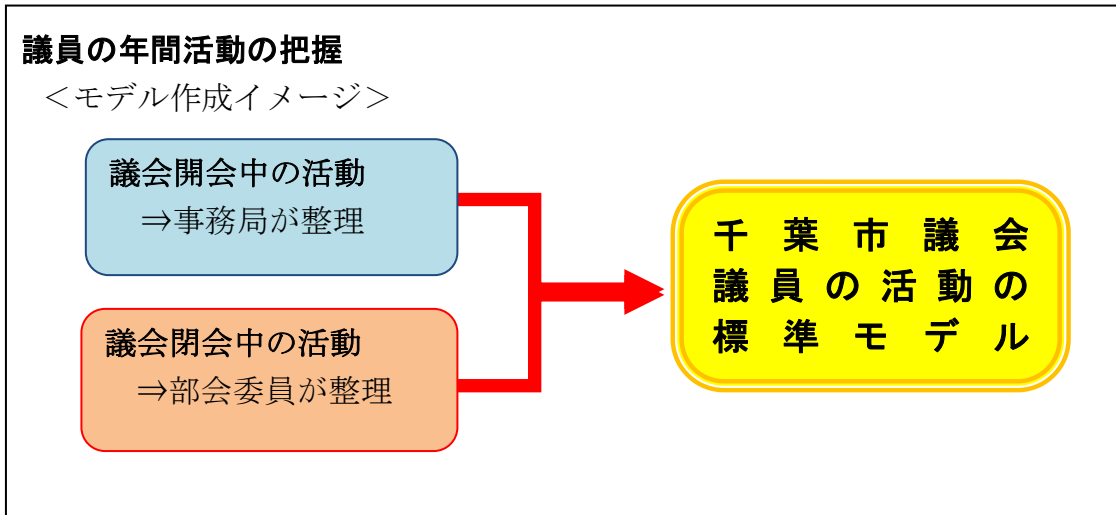 議員の年間活動の把握
＜モデル作成イメージ＞
議会開会中の活動
⇒事務局が整理
議会閉会中の活動
⇒部会委員が整理
千葉市議会
議員の活動の
標準モデル